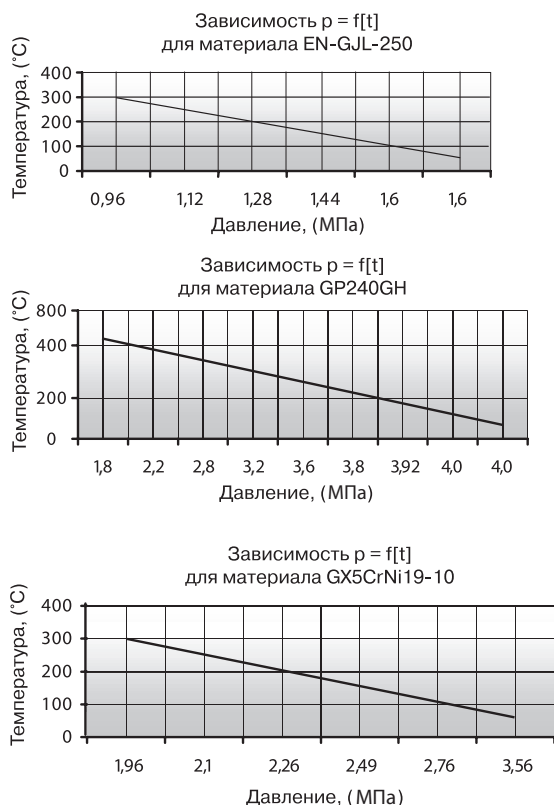 Зависимость p = f[t]
для материала EN-GJL-250
Температура, (°C)
400
300
200
100
0
0,96 1,12 1,28 1,44 1,6 1,6
Давление, (МПа)
Зависимость p = f[t]
для материала GP240GH
Температура, (°C)
800
400
200
0
1,8 2,2 2,8 3,2 3,6 3,8 3,92 4,0 4,0
Давление, (МПа)
Зависимость p = f[t]
для материала GX5CrNi19-10
Температура, (°C)
400
300
200
100
0
1,96 2,1 2,26 2,49 2,76 3,56
Давление, (МПа)